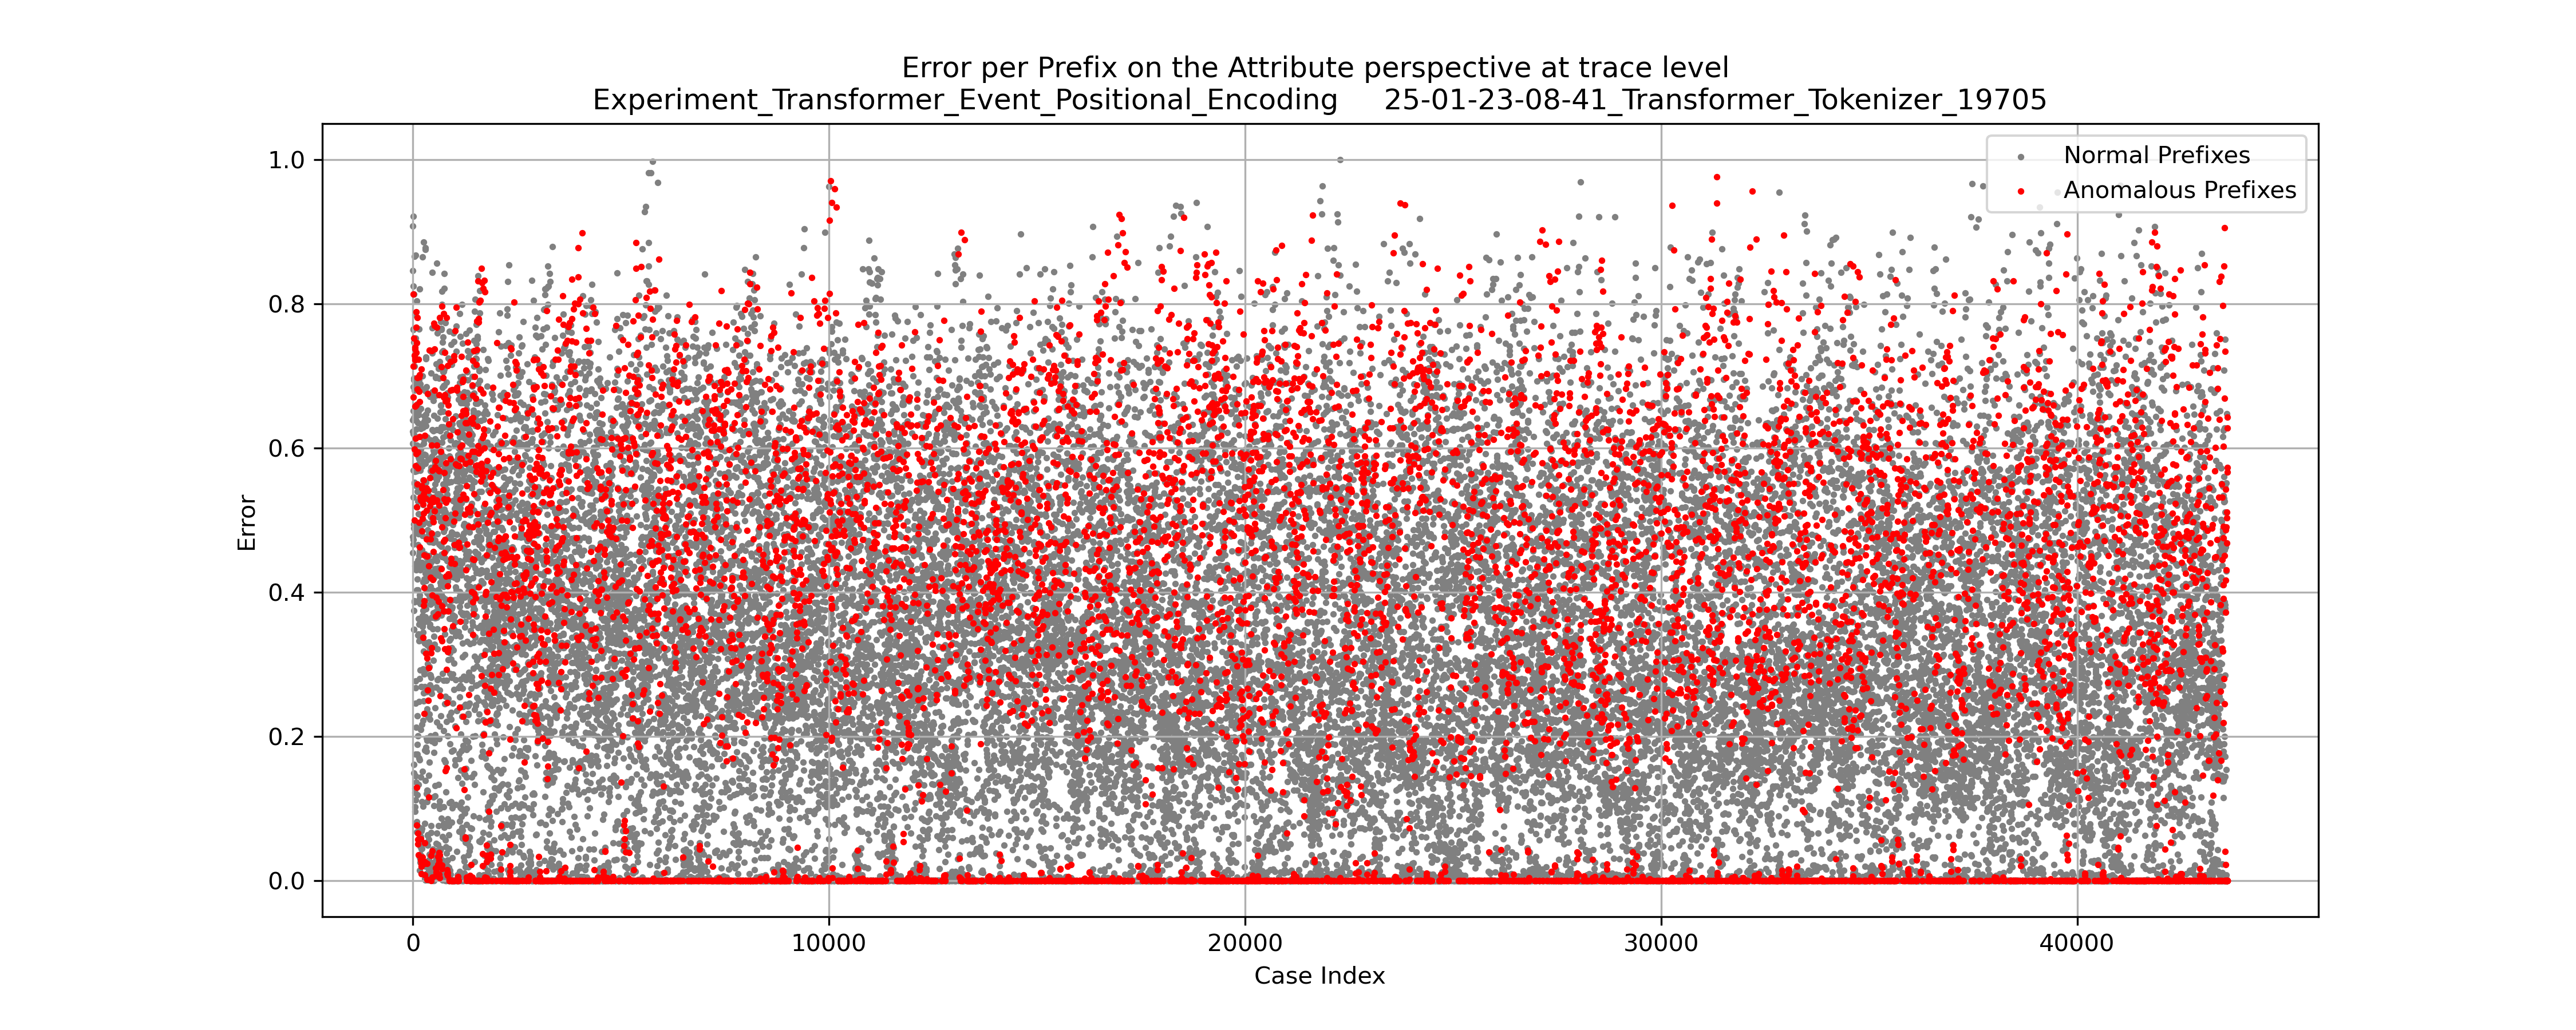 Error per Prefix on the Attribute perspective at trace level
Experiment_Transformer_Event_Positional_Encoding 25-01-23-08-41_Transformer_Tokenizer_19705
Normal Prefixes
Anomalous Prefixes
1.0
0.8
0.6
0.4
0.2
0.0
Error
0 10000 20000 30000 40000
Case Index